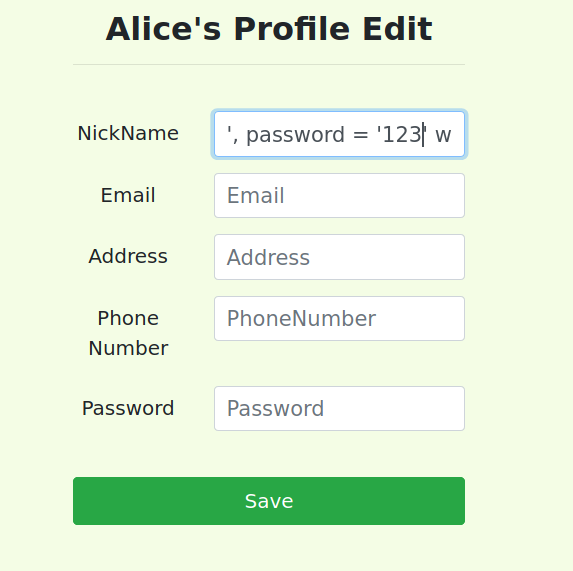 Alice's Profile Edit
NickName
', password = '123' w
Email
Email
Address
Address
Phone
Number
PhoneNumber
Password
Password
Save